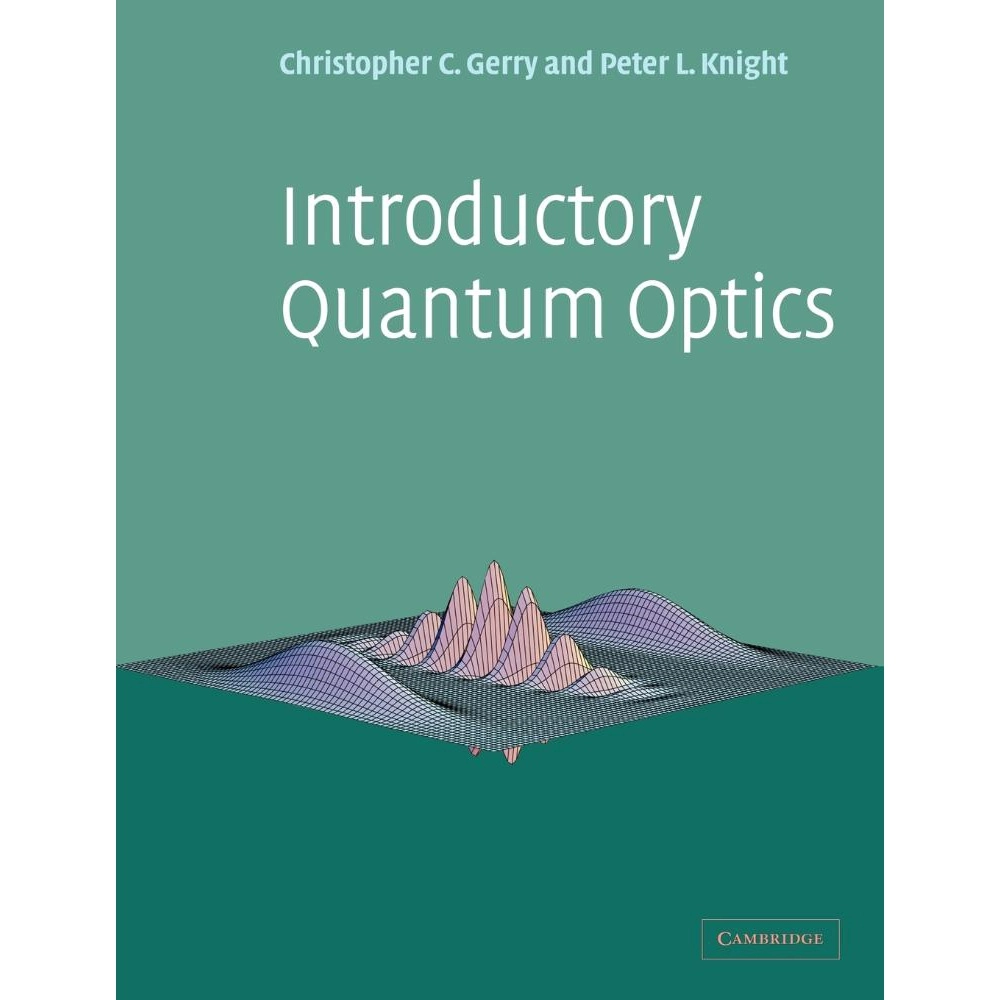 Christopher C. Gerry and Peter L. Knight
Introductory
Quantum Optics
CAMBRIDGE